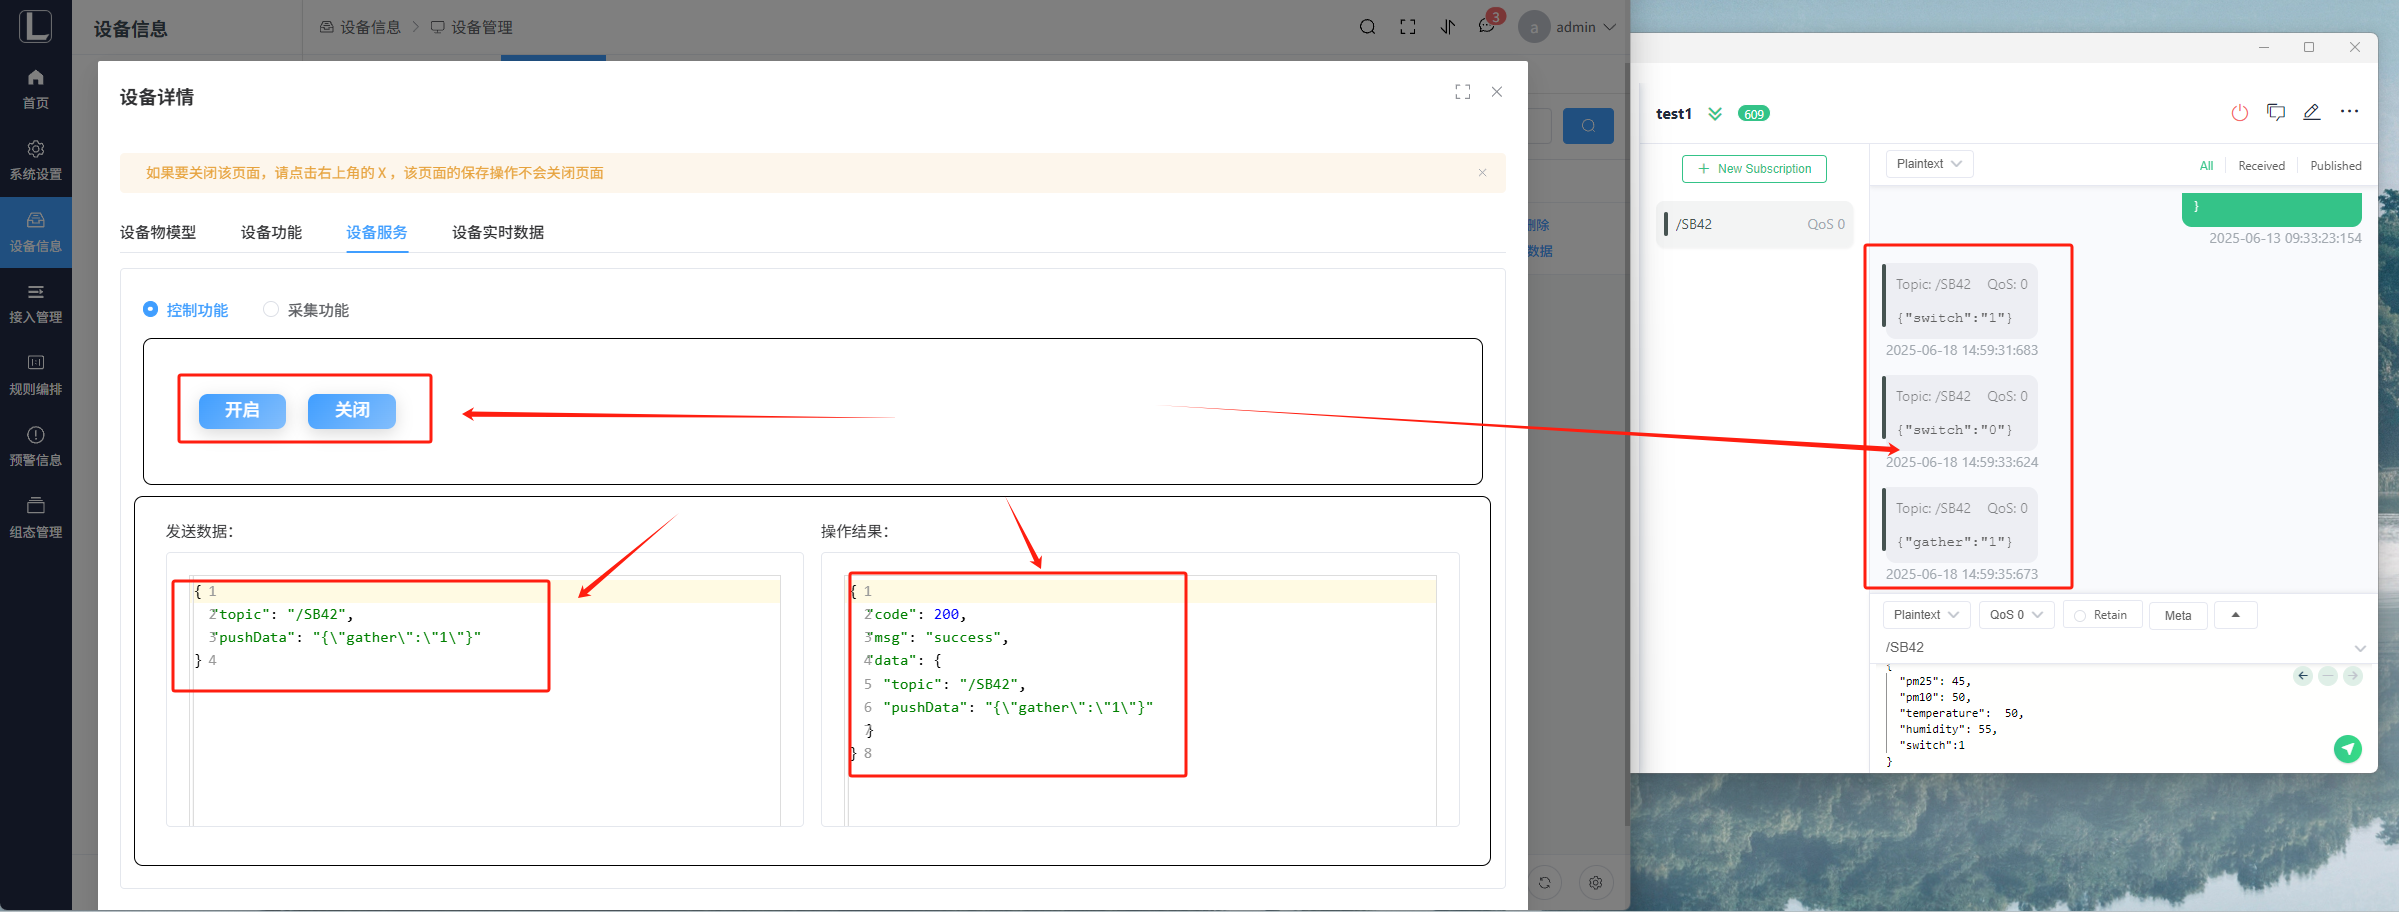 设备信息
设备信息
设备管理
3
a
admin
首页
系统设置
设备信息
接入管理
规则编排
预警信息
组态管理
设备详情
如果要关闭该页面，请点击右上角的 X ，该页面的保存操作不会关闭页面
设备物模型
设备功能
设备服务
设备实时数据
删除
数据
控制功能
采集功能
开启
关闭
发送数据：
{ 1
2 "topic": "/SB42",
3 "pushData": "{\"gather\":\"1\"}"
} 4
操作结果：
{ 1
2 "code": 200,
3 "msg": "success",
4 "data": {
5 "topic": "/SB42",
6 "pushData": "{\"gather\":\"1\"}"
7 }
} 8
test1
609
+ New Subscription
/SB42
QoS 0
Plaintext
All
Received
Published
}
2025-06-13 09:33:23:154
Topic: /SB42 QoS: 0
{"switch":"1"}
2025-06-18 14:59:31:683
Topic: /SB42 QoS: 0
{"switch":"0"}
2025-06-18 14:59:33:624
Topic: /SB42 QoS: 0
{"gather":"1"}
2025-06-18 14:59:35:673
Plaintext
QoS 0
Retain
Meta
/SB42
{
"pm25": 45,
"pm10": 50,
"temperature": 50,
"humidity": 55,
"switch":1
}